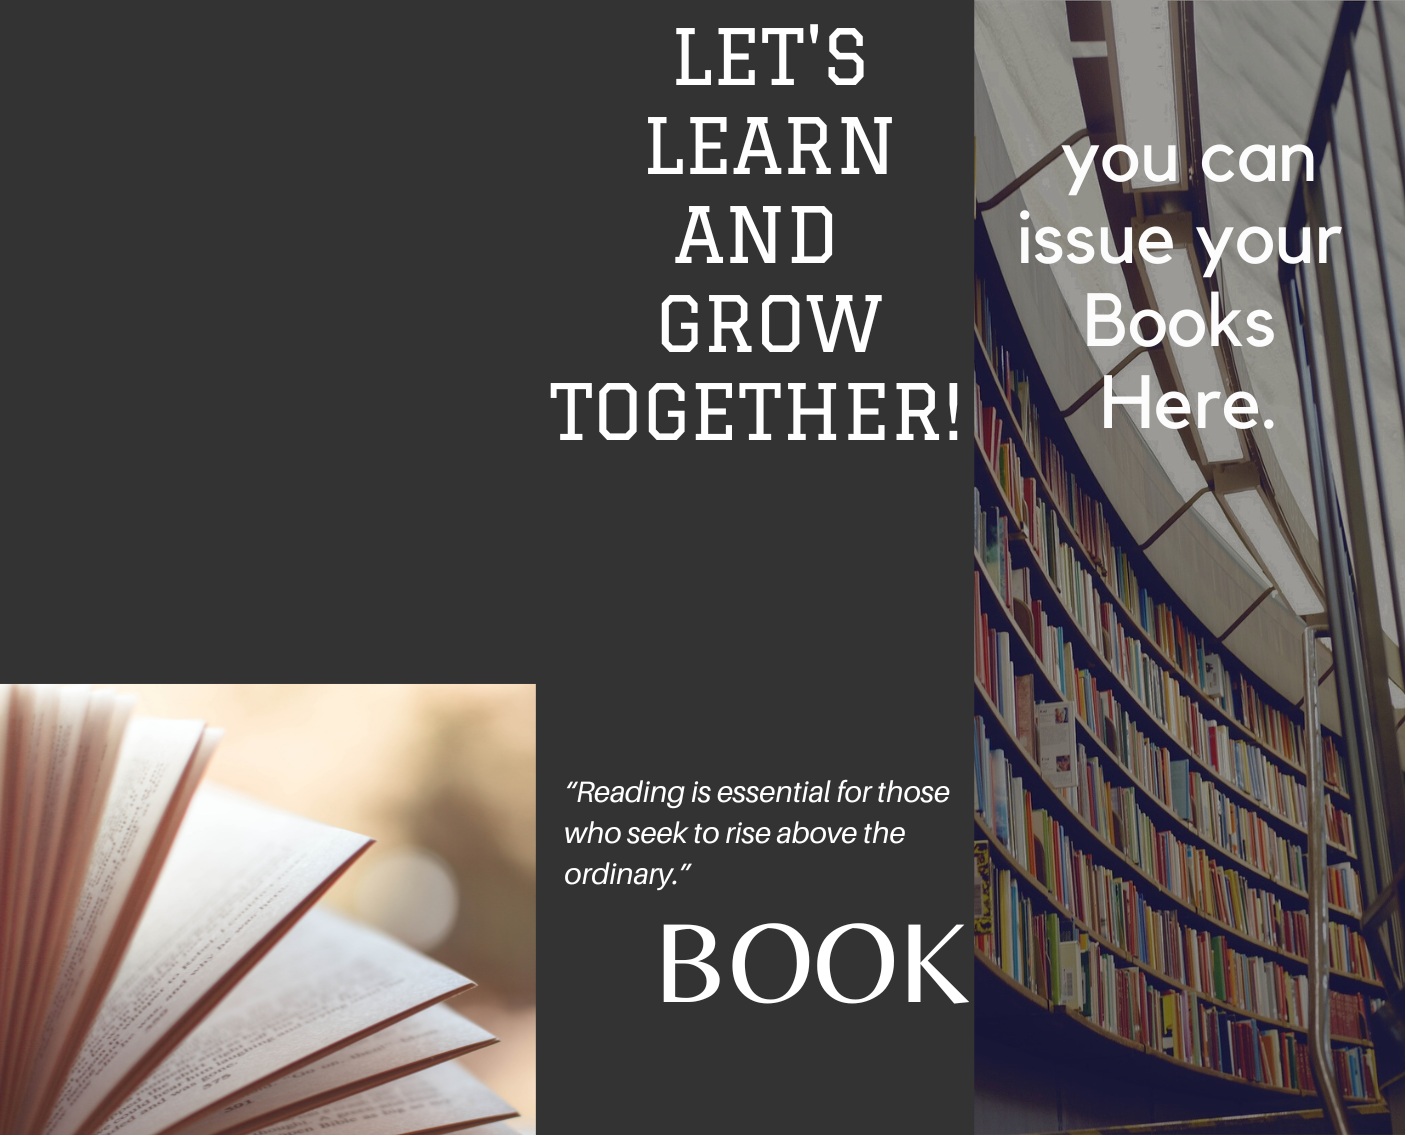 LET'S
LEARN
AND
GROW
TOGETHER!
you can
issue your
Books
Here.
“Reading is essential for those
who seek to rise above the
ordinary.”
BOOK